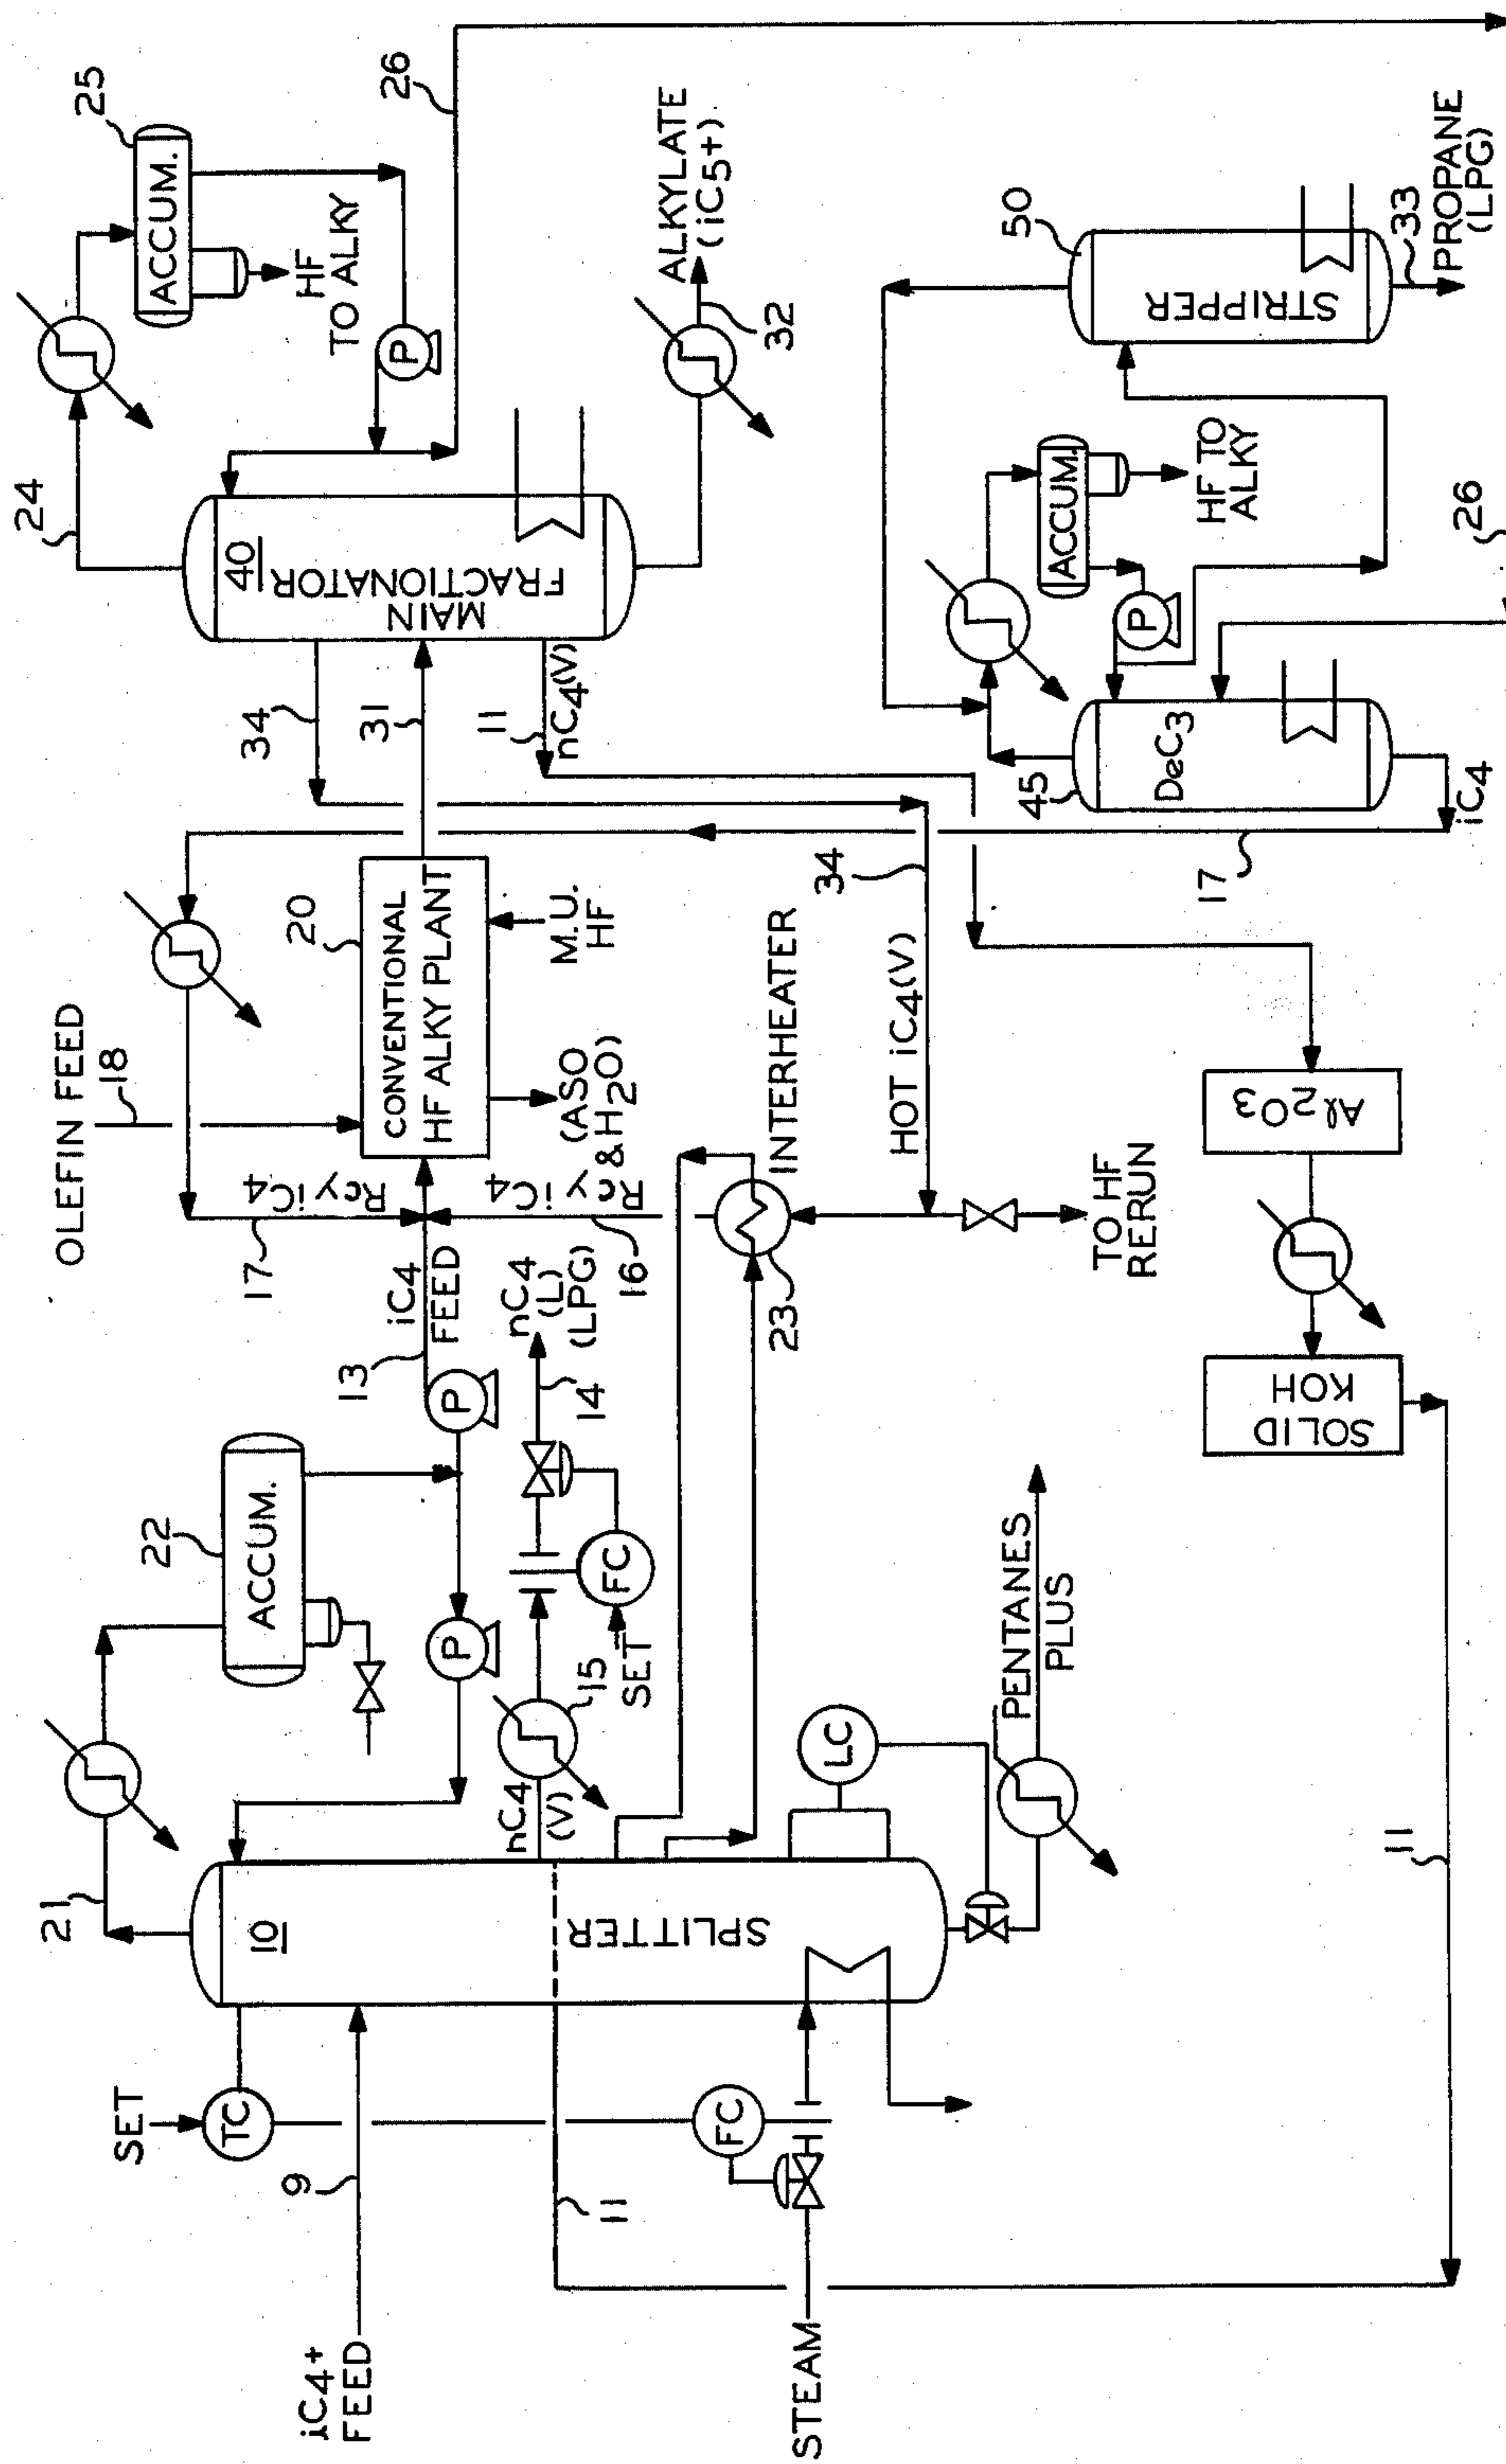 iC4+
FEED
9
SET
TC
21
10
SPLITTER
11
FC
STEAM
22
ACCUM.
P
P
13
iC4
FEED
nC4
(V)
15
SET
FC
14
nC4
(L)
(LPG)
LC
PENTANES
PLUS
OLEFIN FEED
18
17
Rcy iC4
Rcy iC4
16
20
CONVENTIONAL
HF ALKY PLANT
M.U.
HF
(ASO
& H2O)
23
INTERHEATER
HOT iC4(V)
34
TO HF
RERUN
34
31
11
nC4(V)
24
25
ACCUM.
HF
TO ALKY
P
26
40
MAIN
FRACTIONATOR
32
ALKYLATE
(iC5+)
45
DeC3
P
ACCUM.
HF TO
ALKY
50
STRIPPER
33
PROPANE
(LPG)
26
iC4
17
Al2O3
SOLID
KOH
11